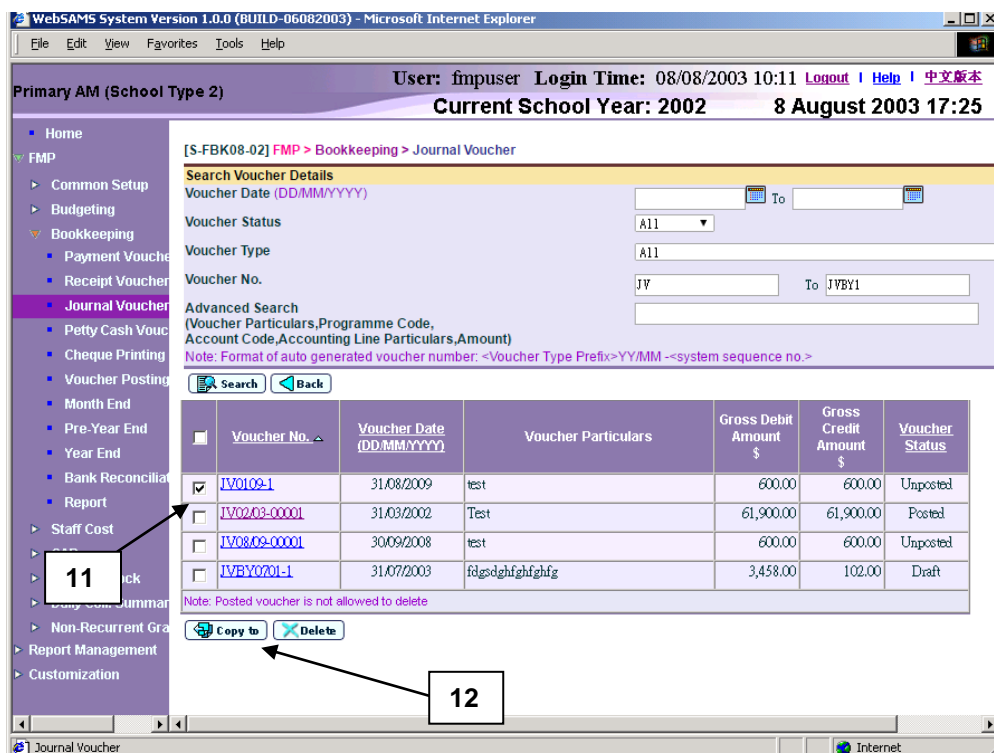 WebSAMS System Version 1.0.0 (BUILD-06082003) - Microsoft Internet Explorer
File Edit View Favorites Tools Help
Primary AM (School Type 2)
User: fmpuser Login Time: 08/08/2003 10:11 Logout | Help | 中文版本
Current School Year: 2002 8 August 2003 17:25
Home
FMP
Common Setup
Budgeting
Bookkeeping
Payment Vouche
Receipt Voucher
Journal Voucher
Petty Cash Vouc
Cheque Printing
Voucher Posting
Month End
Pre-Year End
Year End
Bank Reconciliat
Report
Staff Cost
ck
Summar
Non-Recurrent Gra
Report Management
Customization
[S-FBK08-02] FMP > Bookkeeping > Journal Voucher
Search Voucher Details
Voucher Date (DD/MM/YYYY) To
Voucher Status All
Voucher Type All
Voucher No. JV To JVBY1
Advanced Search
(Voucher Particulars,Programme Code,
Account Code,Accounting Line Particulars,Amount)
Note: Format of auto generated voucher number: <Voucher Type Prefix>YY/MM -<system sequence no.>
Search Back
Voucher No. Voucher Date (DD/MM/YYYY) Voucher Particulars Gross Debit Amount $ Gross Credit Amount $ Voucher Status
JV0109-1 31/08/2009 test 600.00 600.00 Unposted
JV02/03-00001 31/03/2002 Test 61,900.00 61,900.00 Posted
JV08/09-00001 30/09/2008 test 600.00 600.00 Unposted
JVBY0701-1 31/07/2003 fdgsdghfghfghfg 3,458.00 102.00 Draft
Note: Posted voucher is not allowed to delete
Copy to Delete
11
12
Journal Voucher
Internet